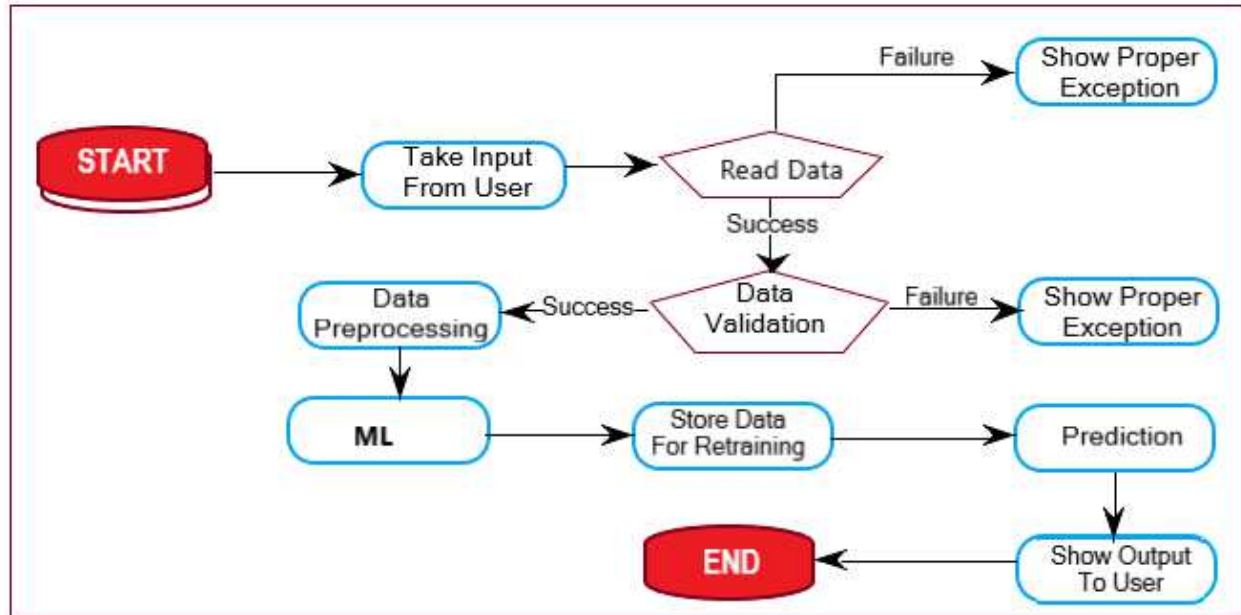 START
Take Input
From User
Read Data
Failure
Show Proper
Exception
Success
Data
Validation
Failure
Show Proper
Exception
Success
Data
Preprocessing
ML
Store Data
For Retraining
Prediction
Show Output
To User
END